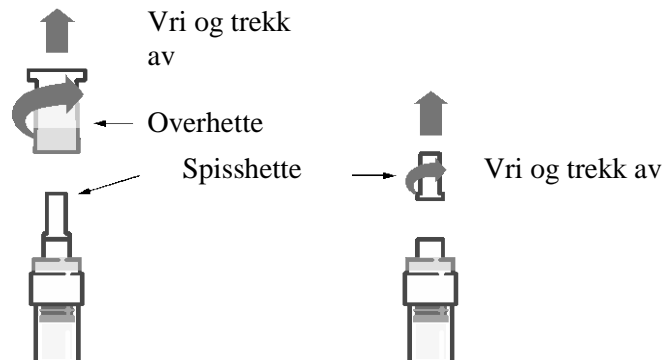 Vri og trekk
av
Overhette
Spisshette
Vri og trekk av